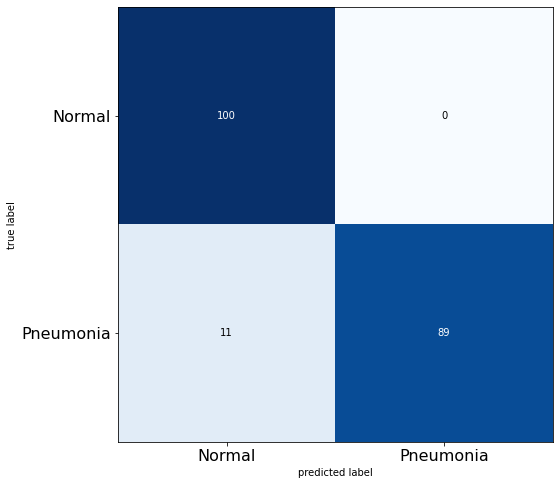 Normal
100
0
true label
Pneumonia
11
89
Normal
Pneumonia
predicted label